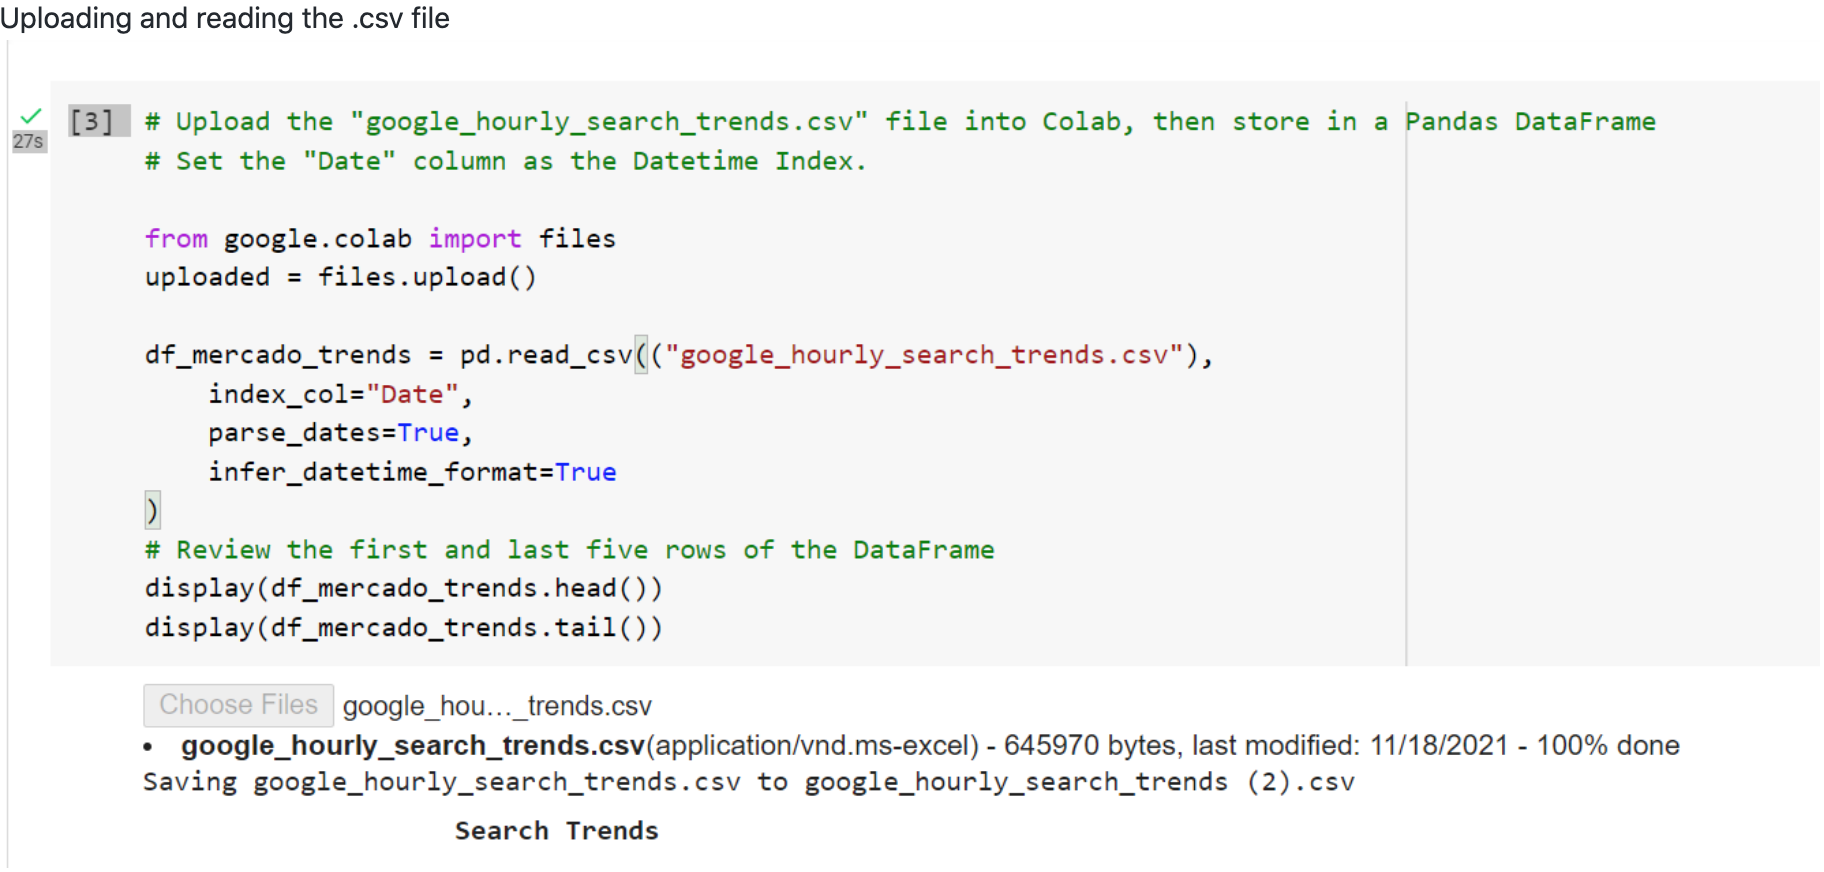 Uploading and reading the .csv file
[3] # Upload the "google_hourly_search_trends.csv" file into Colab, then store in a Pandas DataFrame
27s
# Set the "Date" column as the Datetime Index.
from google.colab import files
uploaded = files.upload()
df_mercado_trends = pd.read_csv(("google_hourly_search_trends.csv"),
    index_col="Date",
    parse_dates=True,
    infer_datetime_format=True
)
# Review the first and last five rows of the DataFrame
display(df_mercado_trends.head())
display(df_mercado_trends.tail())
Choose Files google_hou..._trends.csv
• google_hourly_search_trends.csv(application/vnd.ms-excel) - 645970 bytes, last modified: 11/18/2021 - 100% done
Saving google_hourly_search_trends.csv to google_hourly_search_trends (2).csv
Search Trends